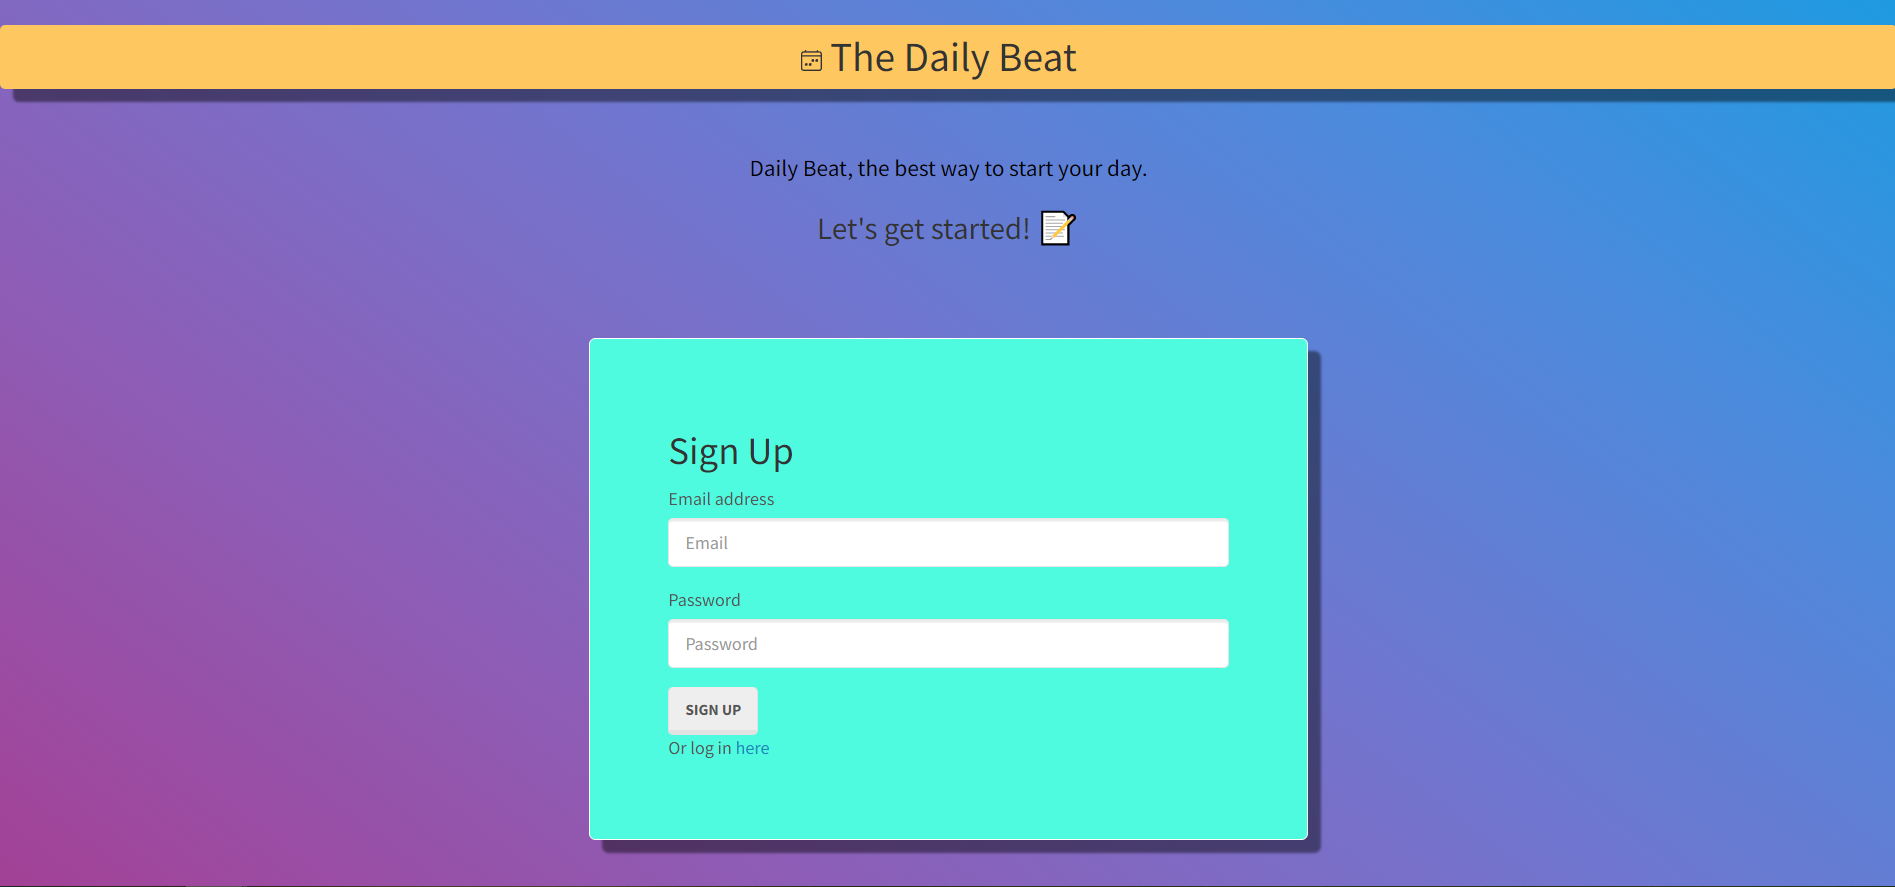 The Daily Beat
Daily Beat, the best way to start your day.
Let's get started!
Sign Up
Email address
Email
Password
Password
SIGN UP
Or log in here